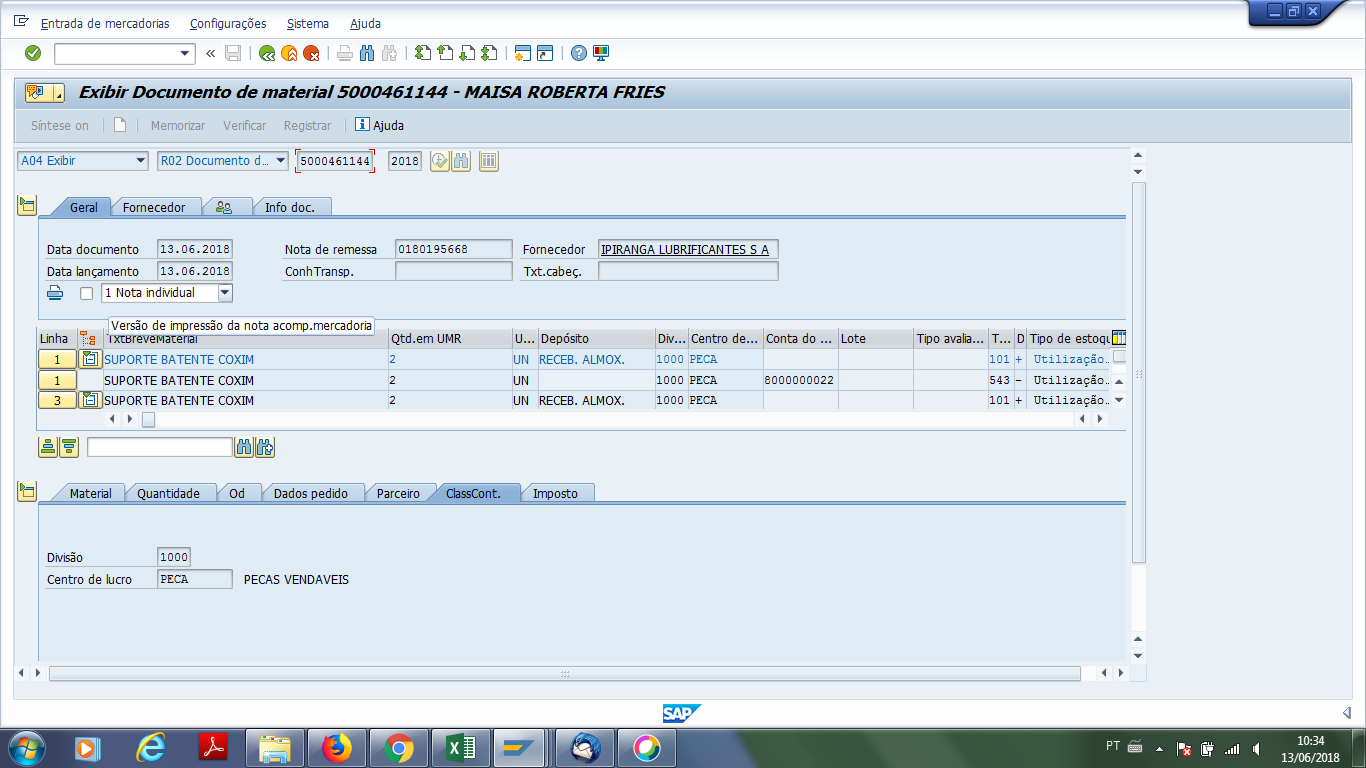 Entrada de mercadorias Configurações Sistema Ajuda
Exibir Documento de material 5000461144 - MAISA ROBERTA FRIES
Síntese on Memorizar Verificar Registrar Ajuda
A04 Exibir R02 Documento d... 5000461144 2018
Geral Fornecedor Info doc.
Data documento 13.06.2018 Nota de remessa 0180195668 Fornecedor IPIRANGA LUBRIFICANTES S A
Data lançamento 13.06.2018 ConhTransp. Txt.cabeç.
1 Nota individual
Versão de impressão da nota acomp.mercadoria
Linha TxtBreveMaterial Qtd.em UMR U... Depósito Div... Centro de... Conta do ... Lote Tipo avalia... T... D Tipo de estoqu
1 SUPORTE BATENTE COXIM 2 UN RECEB. ALMOX. 1000 PECA 101 + Utilização..
1 SUPORTE BATENTE COXIM 2 UN 1000 PECA 8000000022 543 - Utilização..
3 SUPORTE BATENTE COXIM 2 UN RECEB. ALMOX. 1000 PECA 101 + Utilização..
Material Quantidade Od Dados pedido Parceiro ClassCont. Imposto
Divisão 1000
Centro de lucro PECA PECAS VENDAVEIS
SAP
PT 10:34
13/06/2018